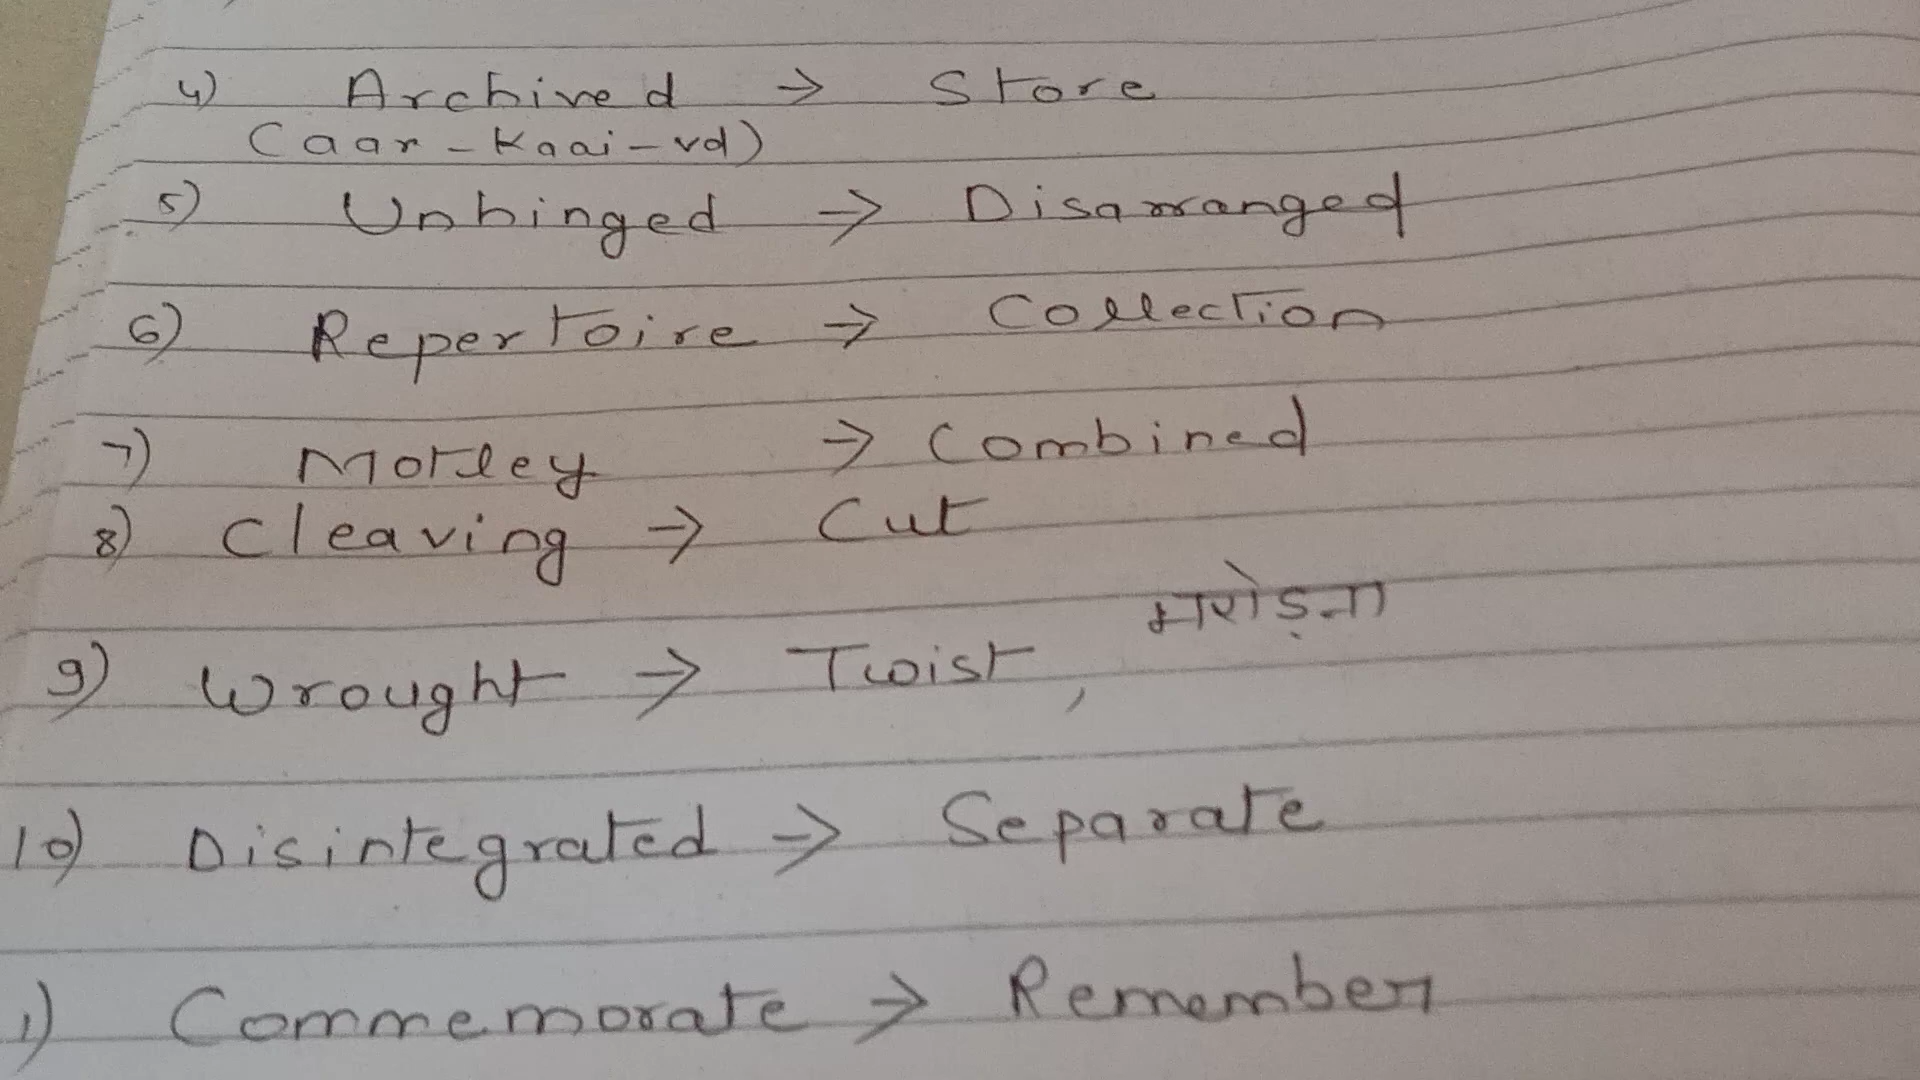 4) Archived → Store
(aar-Kaai-vd)
5) Unhinged → Disarranged
6) Repertoire → Collection
7) Motley → Combined
8) Cleaving → Cut
9) Wrought → Twist, मरोड़ना
10) Disintegrated → Separate
1) Commemorate → Remember